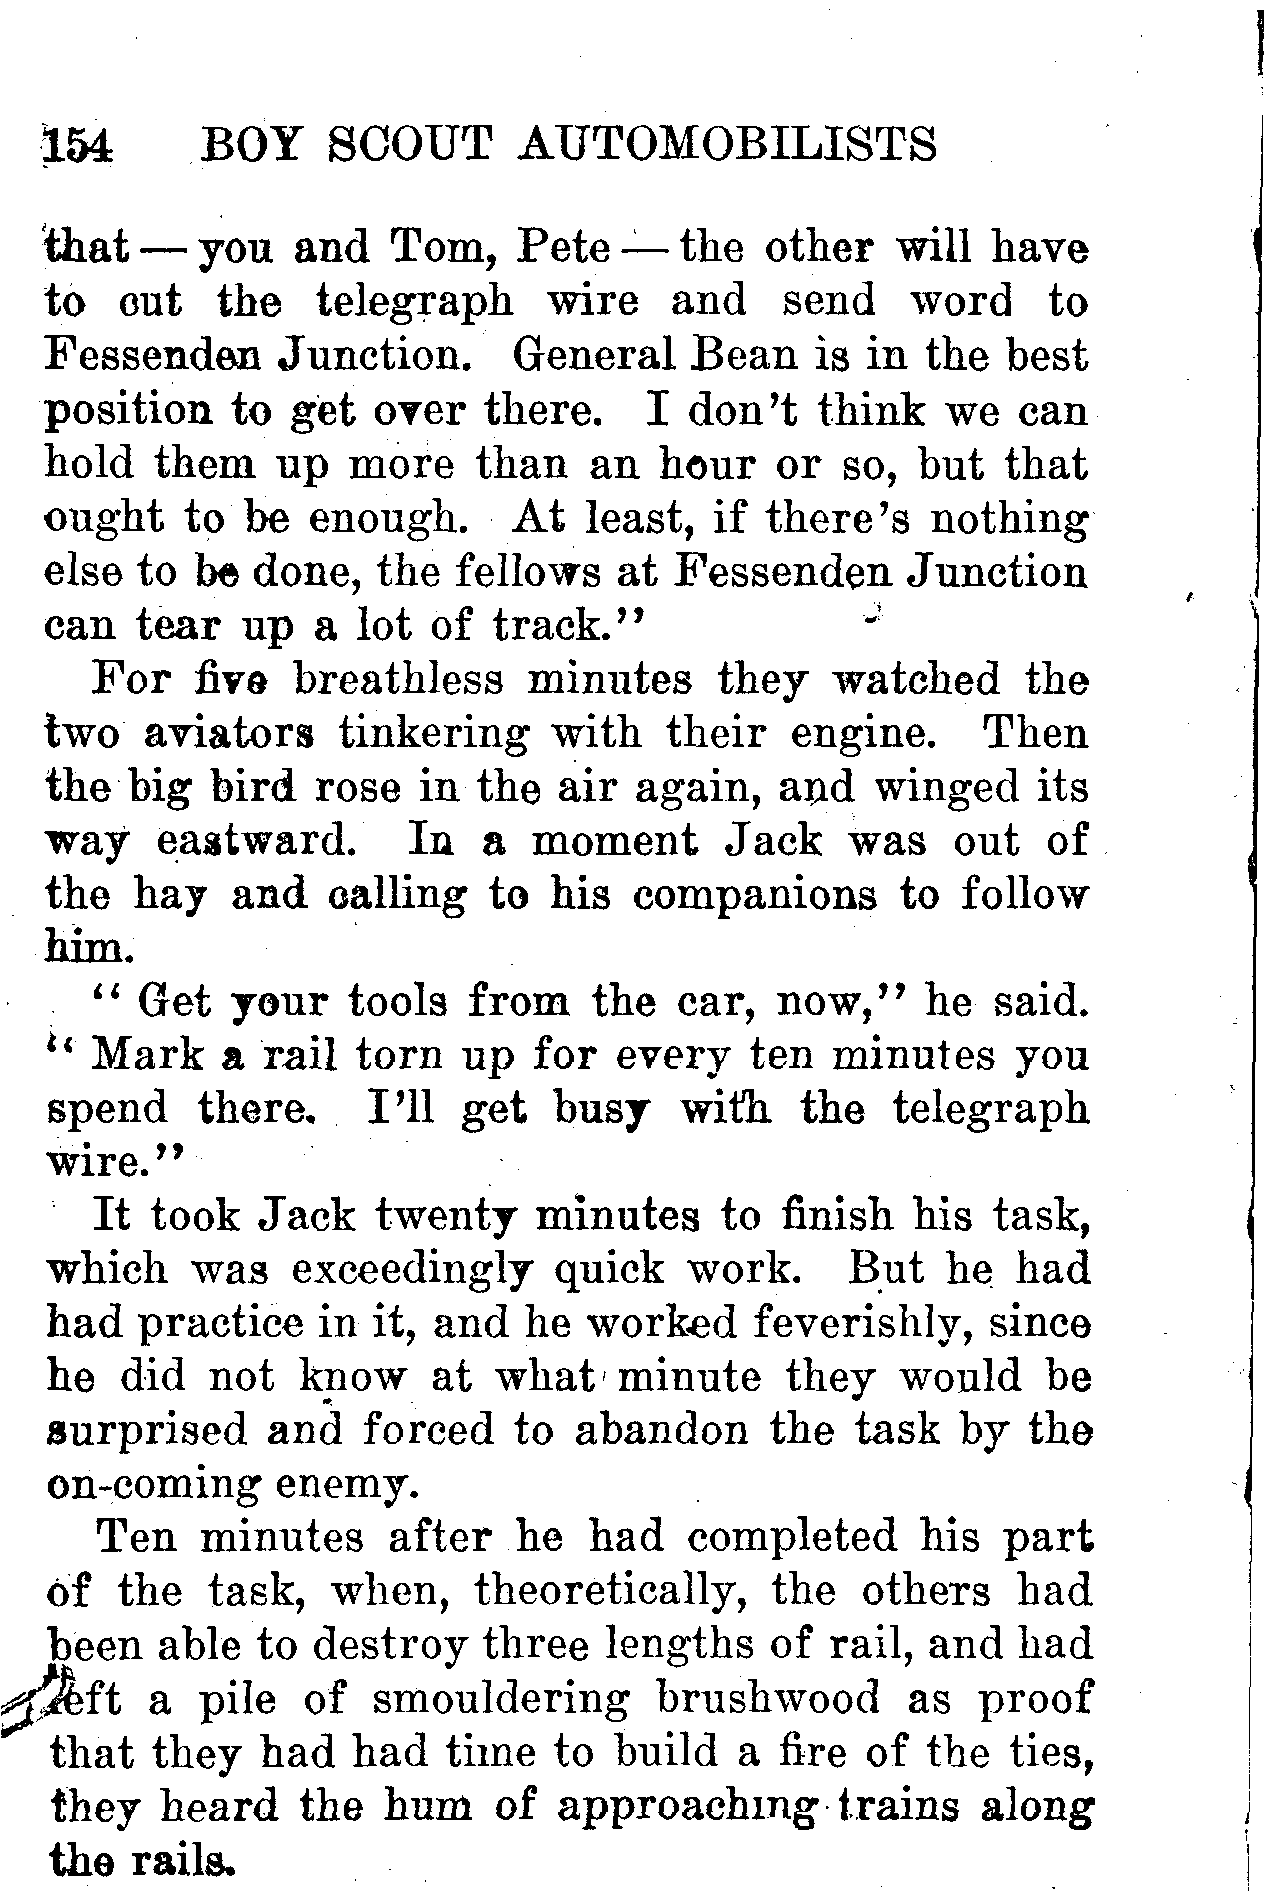 154 BOY SCOUT AUTOMOBILISTS
that — you and Tom, Pete — the other will have
to cut the telegraph wire and send word to
Fessenden Junction. General Bean is in the best
position to get over there. I don't think we can
hold them up more than an hour or so, but that
ought to be enough. At least, if there's nothing
else to be done, the fellows at Fessenden Junction
can tear up a lot of track."
For five breathless minutes they watched the
two aviators tinkering with their engine. Then
the big bird rose in the air again, and winged its
way eastward. In a moment Jack was out of
the hay and calling to his companions to follow
him.
" Get your tools from the car, now," he said.
" Mark a rail torn up for every ten minutes you
spend there. I'll get busy with the telegraph
wire."
It took Jack twenty minutes to finish his task,
which was exceedingly quick work. But he had
had practice in it, and he worked feverishly, since
he did not know at what minute they would be
surprised and forced to abandon the task by the
on-coming enemy.
Ten minutes after he had completed his part
of the task, when, theoretically, the others had
been able to destroy three lengths of rail, and had
left a pile of smouldering brushwood as proof
that they had had time to build a fire of the ties,
they heard the hum of approaching trains along
the rails.